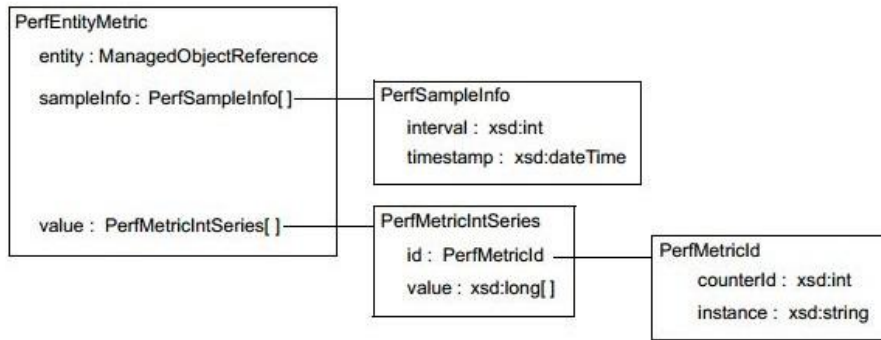 PerfEntityMetric
entity : ManagedObjectReference
sampleInfo : PerfSampleInfo[ ]
PerfSampleInfo
interval : xsd:int
timestamp : xsd:dateTime
value : PerfMetricIntSeries[ ]
PerfMetricIntSeries
id : PerfMetricId
value : xsd:long[ ]
PerfMetricId
counterId : xsd:int
instance : xsd:string